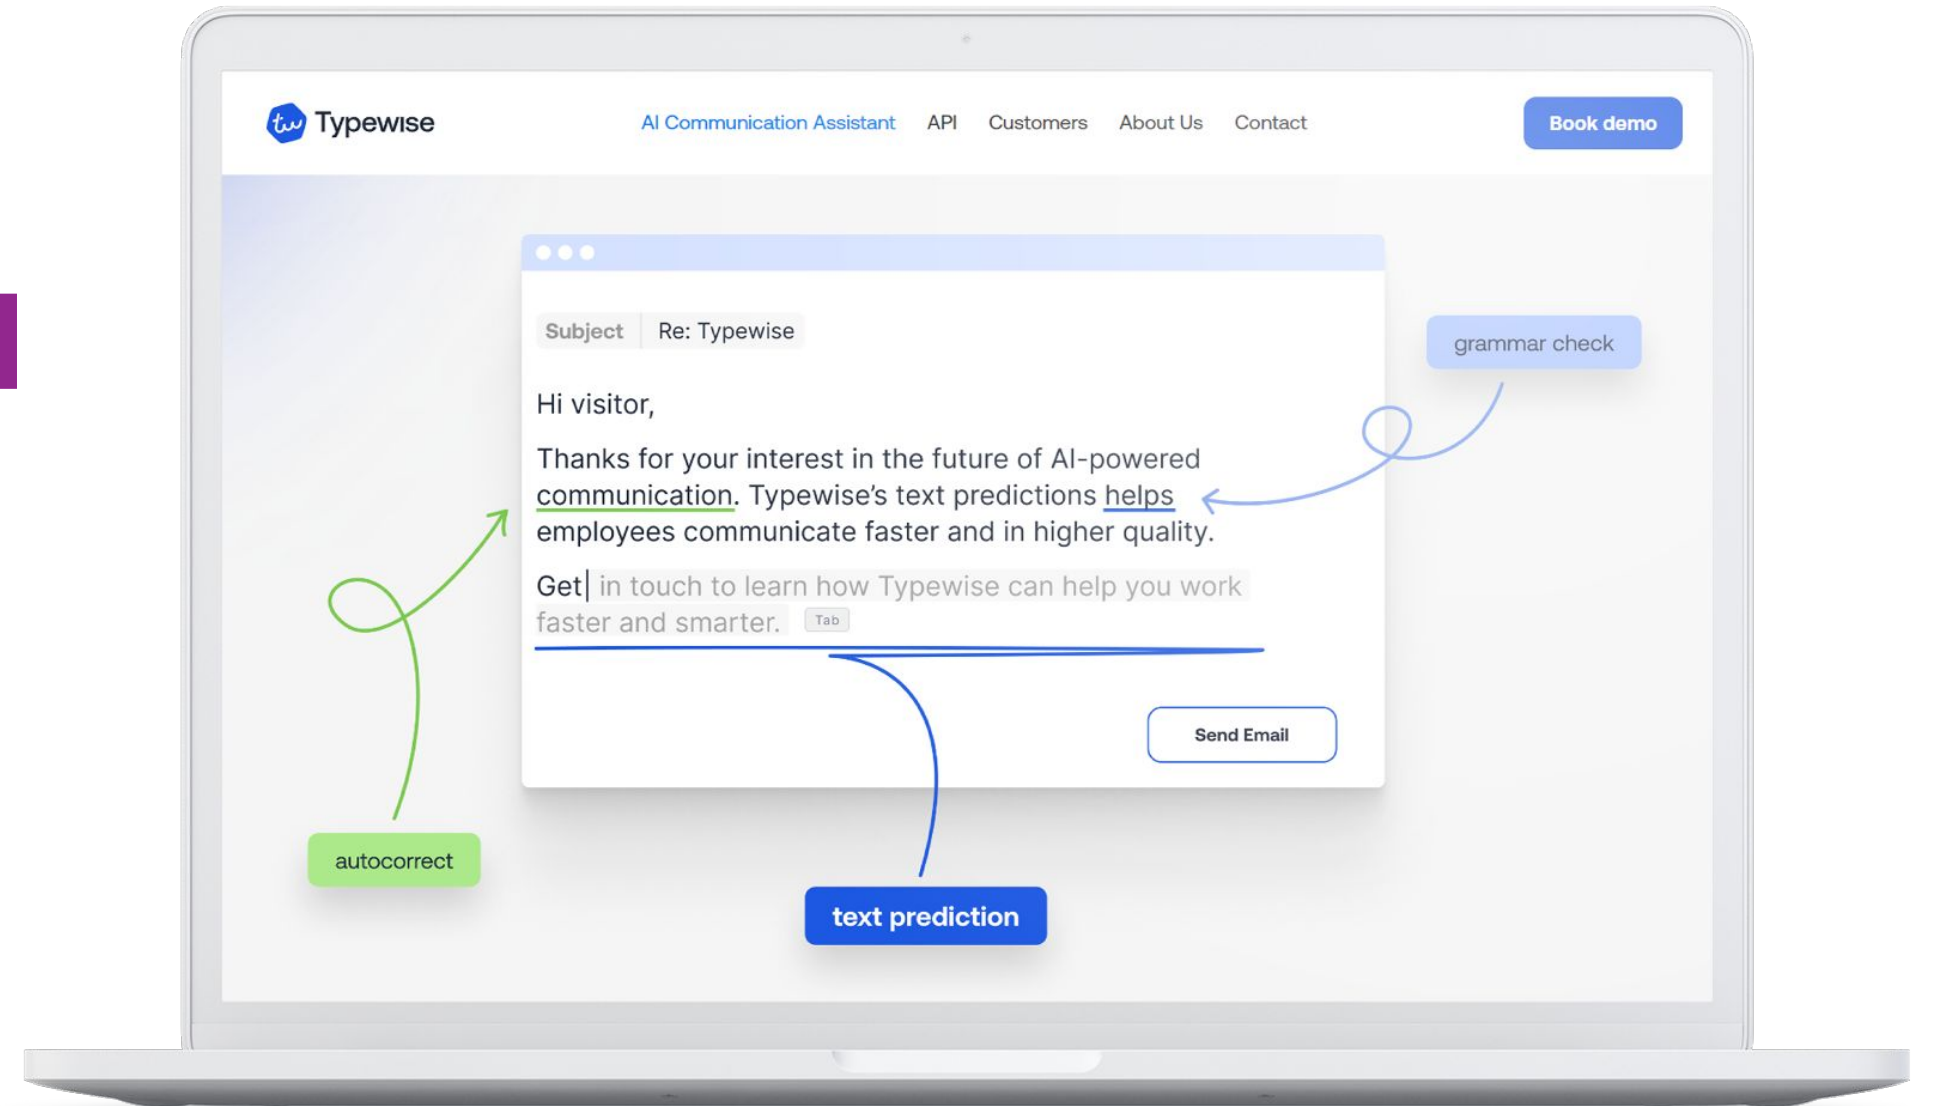 tw Typewise
AI Communication Assistant API Customers About Us Contact
Book demo
Subject Re: Typewise
grammar check
Hi visitor,
Thanks for your interest in the future of AI-powered
communication. Typewise's text predictions helps
employees communicate faster and in higher quality.
Get in touch to learn how Typewise can help you work
faster and smarter. Tab
Send Email
autocorrect
text prediction